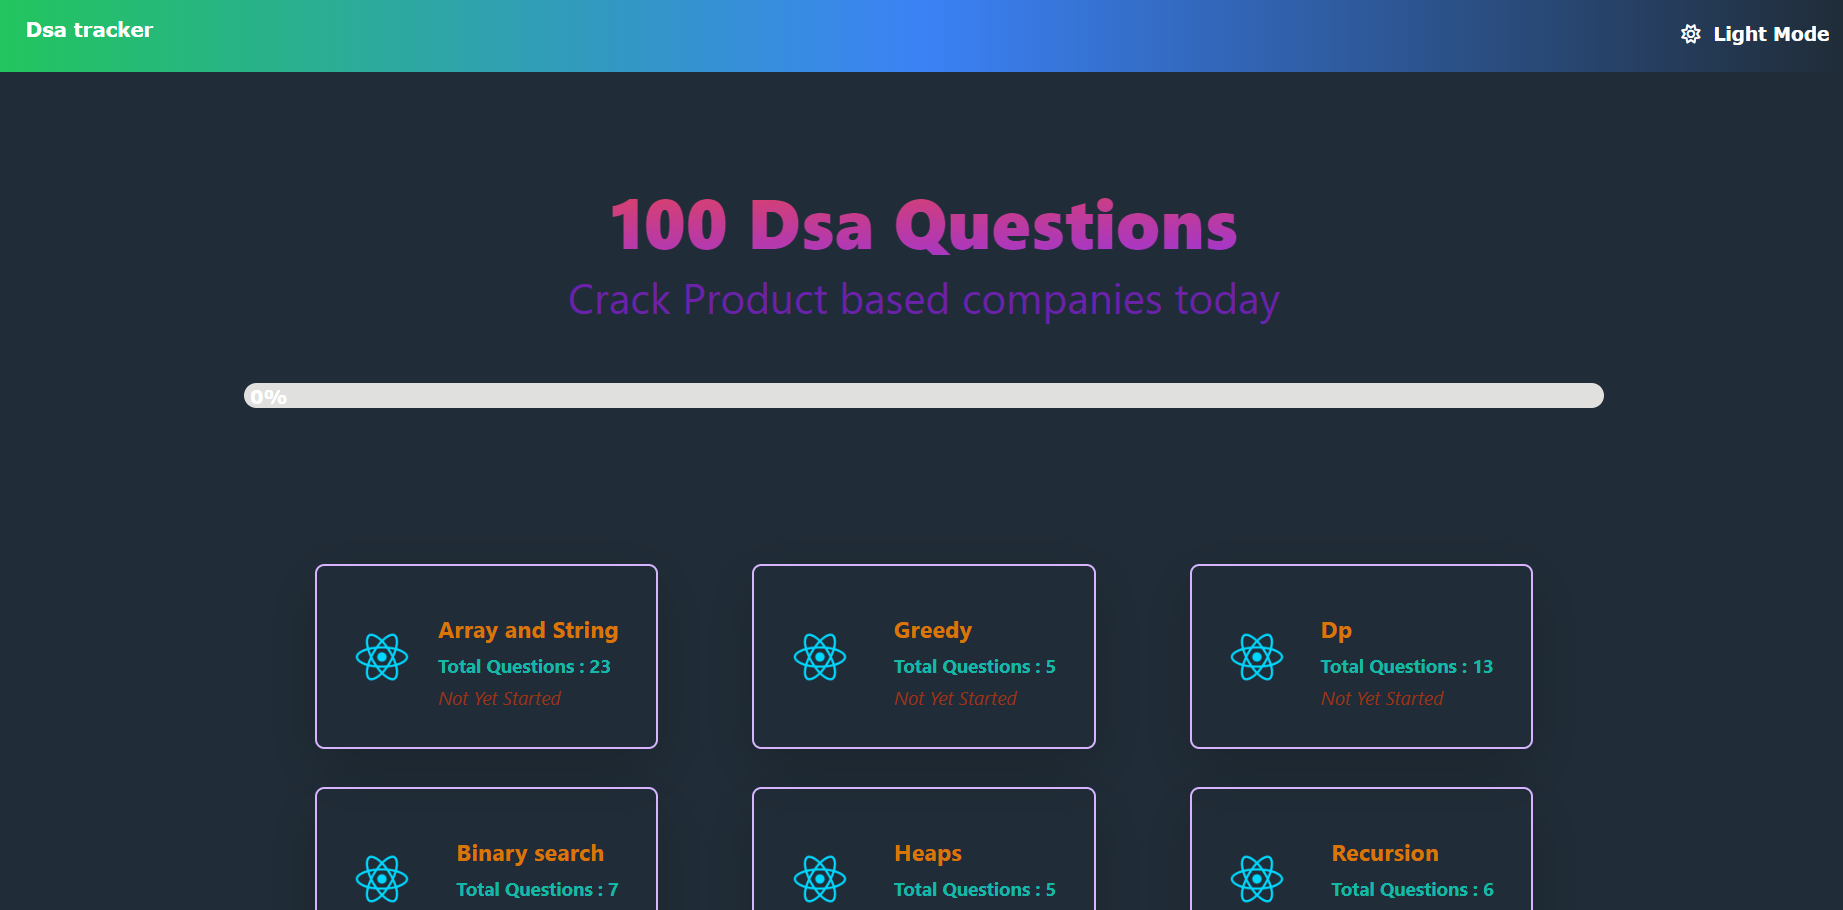 Dsa tracker
Light Mode
100 Dsa Questions
Crack Product based companies today
0%
Array and String
Total Questions : 23
Not Yet Started
Greedy
Total Questions : 5
Not Yet Started
Dp
Total Questions : 13
Not Yet Started
Binary search
Total Questions : 7
Heaps
Total Questions : 5
Recursion
Total Questions : 6